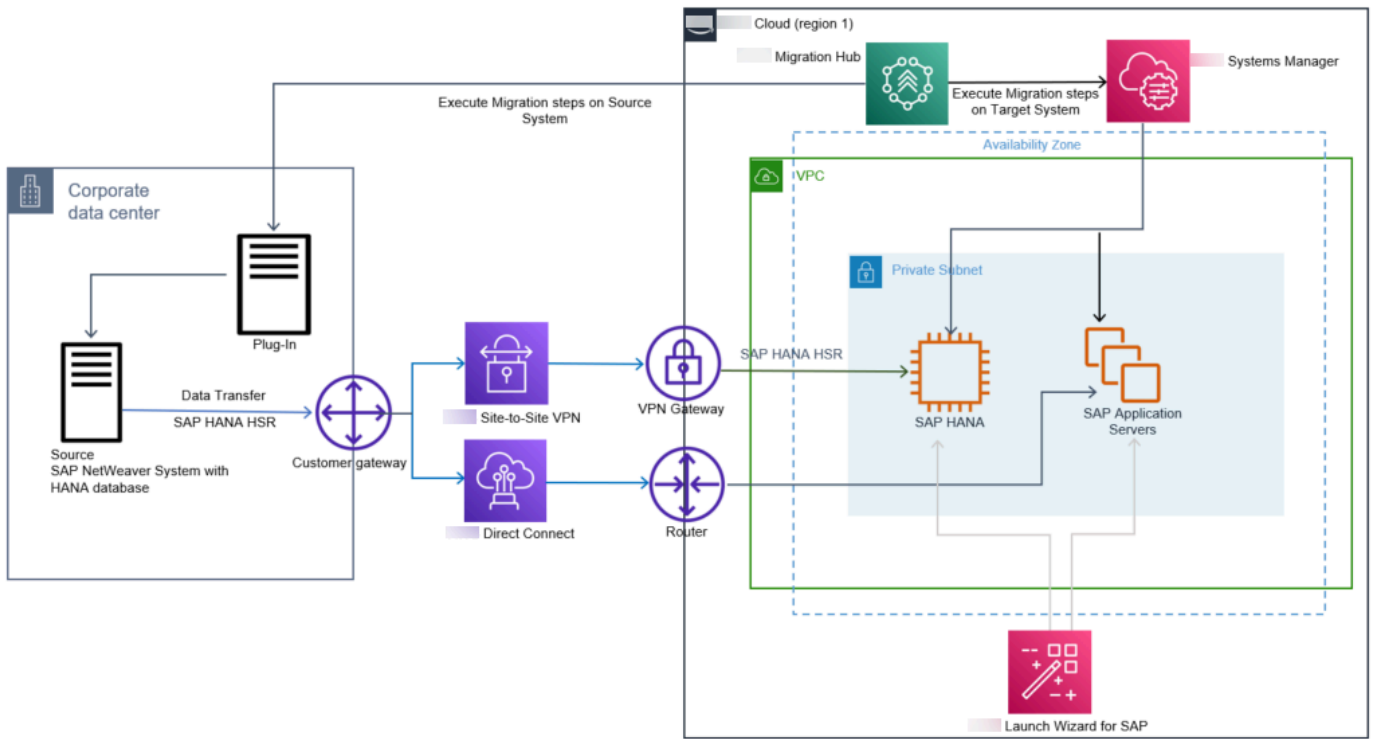 Cloud (region 1)
Migration Hub
Systems Manager
Execute Migration steps on Source
System
Execute Migration steps
on Target System
Availability Zone
VPC
Corporate
data center
Private Subnet
Plug-In
SAP HANA HSR
Data Transfer
SAP HANA HSR
Site-to-Site VPN
VPN Gateway
SAP HANA
SAP Application
Servers
Source
SAP NetWeaver System with
HANA database
Customer gateway
Direct Connect
Router
Launch Wizard for SAP